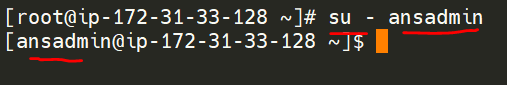 [root@ip-172-31-33-128 ~]# su - ansadmin
[ansadmin@ip-172-31-33-128 ~]$